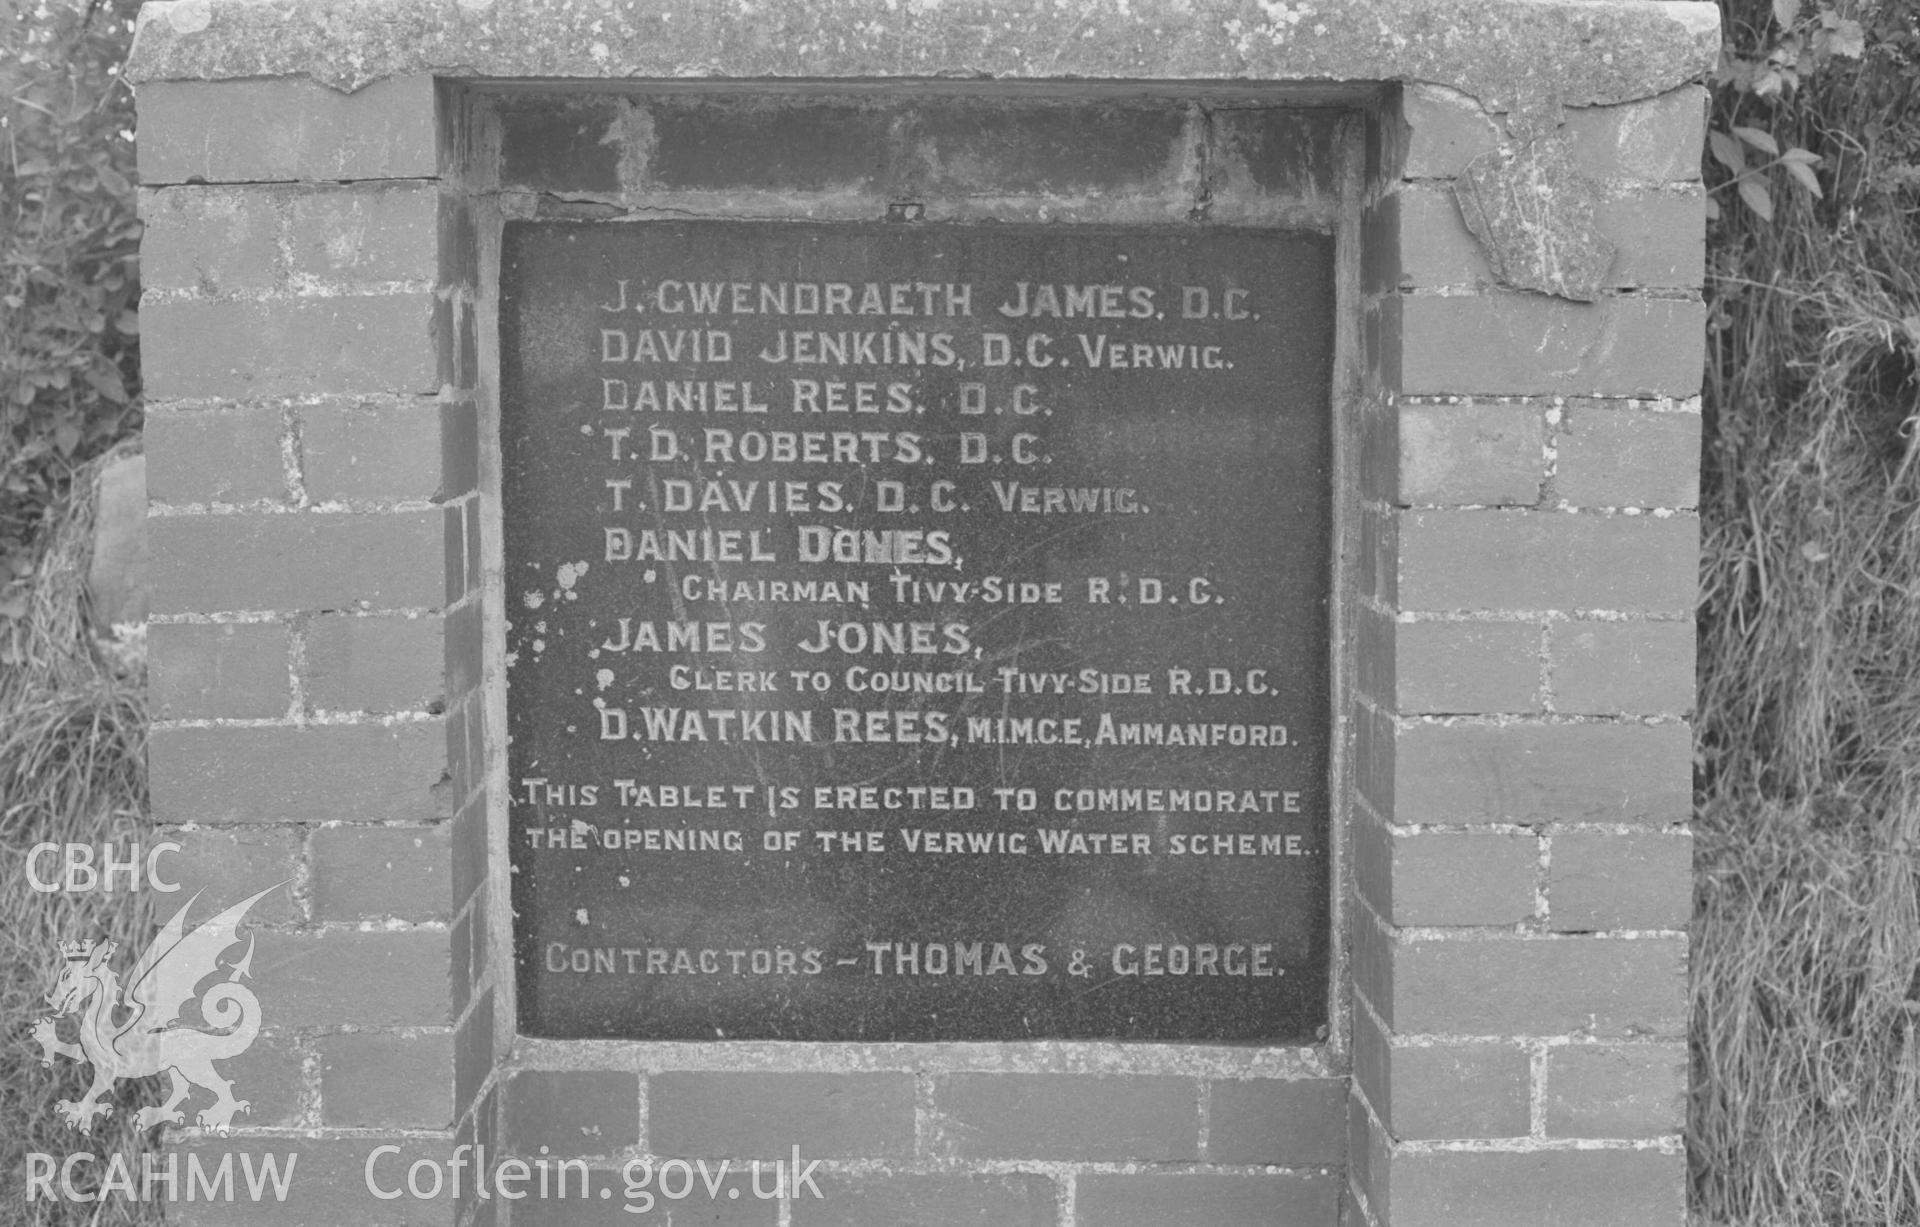 J. GWENDRAETH JAMES. D.C.
DAVID JENKINS, D.C. VERWIG.
DANIEL REES. D.C.
T. D. ROBERTS. D.C.
T. DAVIES. D.C. VERWIG.
DANIEL
CHAIRMAN TIVY-SIDE R.D.C.
JAMES JONES,
CLERK TO COUNCIL TIVY-SIDE R.D.C.
D. WATKIN REES, M.I.M.C.E, AMMANFORD.
THIS TABLET IS ERECTED TO COMMEMORATE
THE OPENING OF THE VERWIG WATER SCHEME.
CONTRACTORS – THOMAS & GEORGE.
CBHC
RCAHMW Coflein.gov.uk